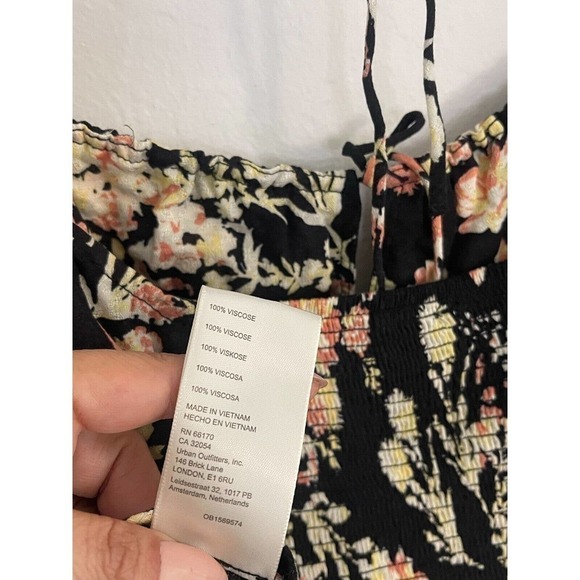 100% VISCOSE
100% VISCOSE
100% VISKOSE
100% VISCOSA
100% VISCOSA
MADE IN VIETNAM
HECHO EN VIETNAM
RN 66170
CA 32054
Urban Outfitters, Inc.
146 Brick Lane
LONDON, E1 6RU
Leidsestraat 32, 1017 PB
Amsterdam, Netherlands
OB1569574